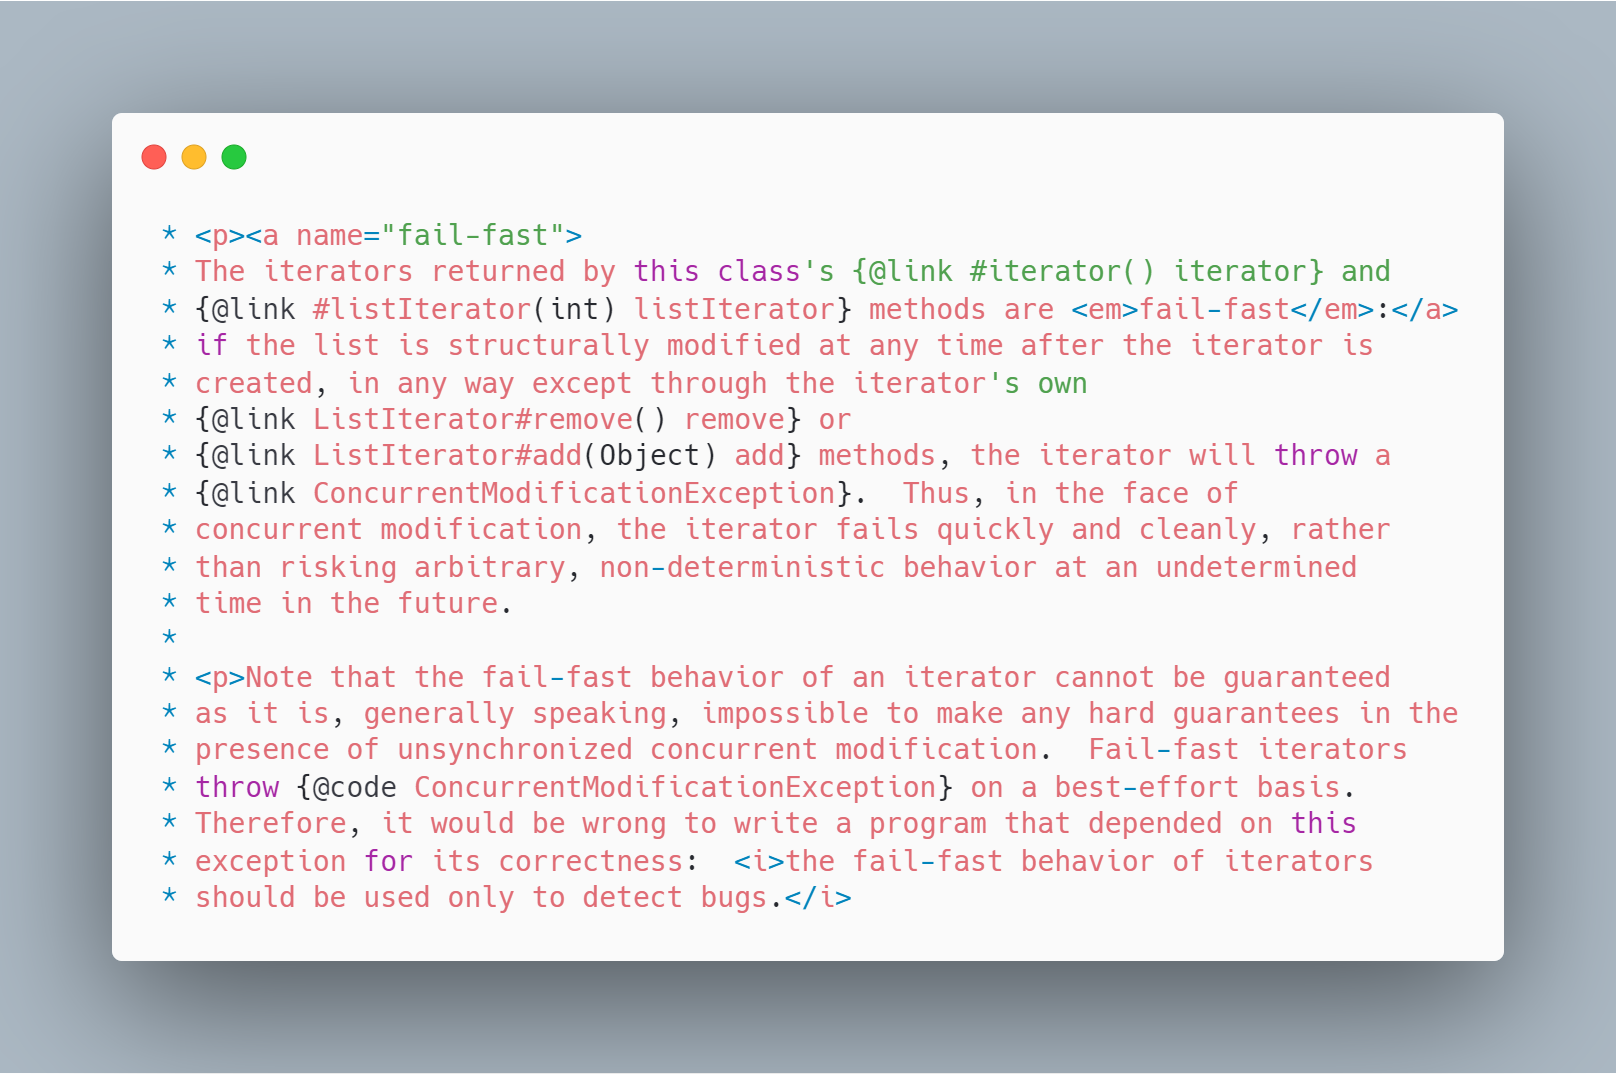 * <p><a name="fail-fast">
* The iterators returned by this class's {@link #iterator() iterator} and
* {@link #listIterator(int) listIterator} methods are <em>fail-fast</em>:</a>
* if the list is structurally modified at any time after the iterator is
* created, in any way except through the iterator's own
* {@link ListIterator#remove() remove} or
* {@link ListIterator#add(Object) add} methods, the iterator will throw a
* {@link ConcurrentModificationException}.  Thus, in the face of
* concurrent modification, the iterator fails quickly and cleanly, rather
* than risking arbitrary, non-deterministic behavior at an undetermined
* time in the future.
*
* <p>Note that the fail-fast behavior of an iterator cannot be guaranteed
* as it is, generally speaking, impossible to make any hard guarantees in the
* presence of unsynchronized concurrent modification.  Fail-fast iterators
* throw {@code ConcurrentModificationException} on a best-effort basis.
* Therefore, it would be wrong to write a program that depended on this
* exception for its correctness:  <i>the fail-fast behavior of iterators
* should be used only to detect bugs.</i>